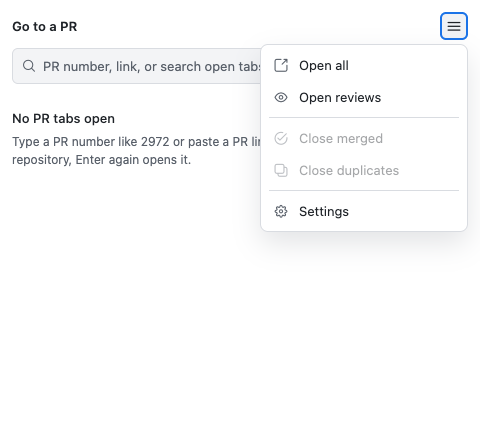 Go to a PR
PR number, link, or search open tabs
Open all
Open reviews
No PR tabs open
Close merged
Type a PR number like 2972 or paste a PR
repository, Enter again opens it.
Close duplicates
Settings